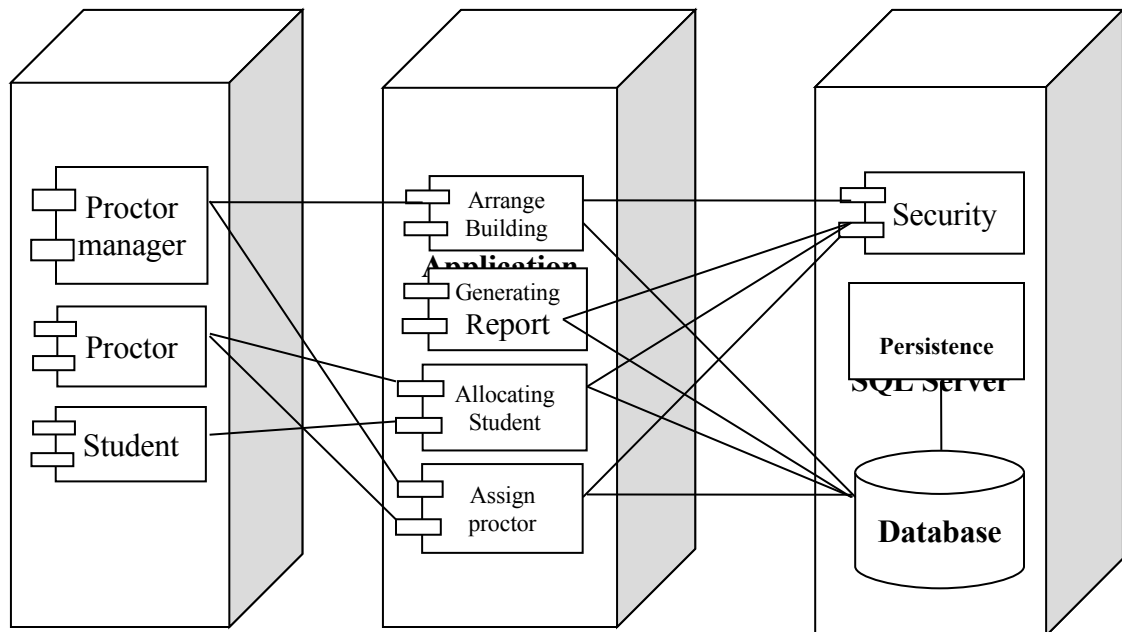 Proctor
manager
Proctor
Student
Application
Arrange
Building
Generating
Report
Allocating
Student
Assign
proctor
Security
Persistence
SQL Server
Database